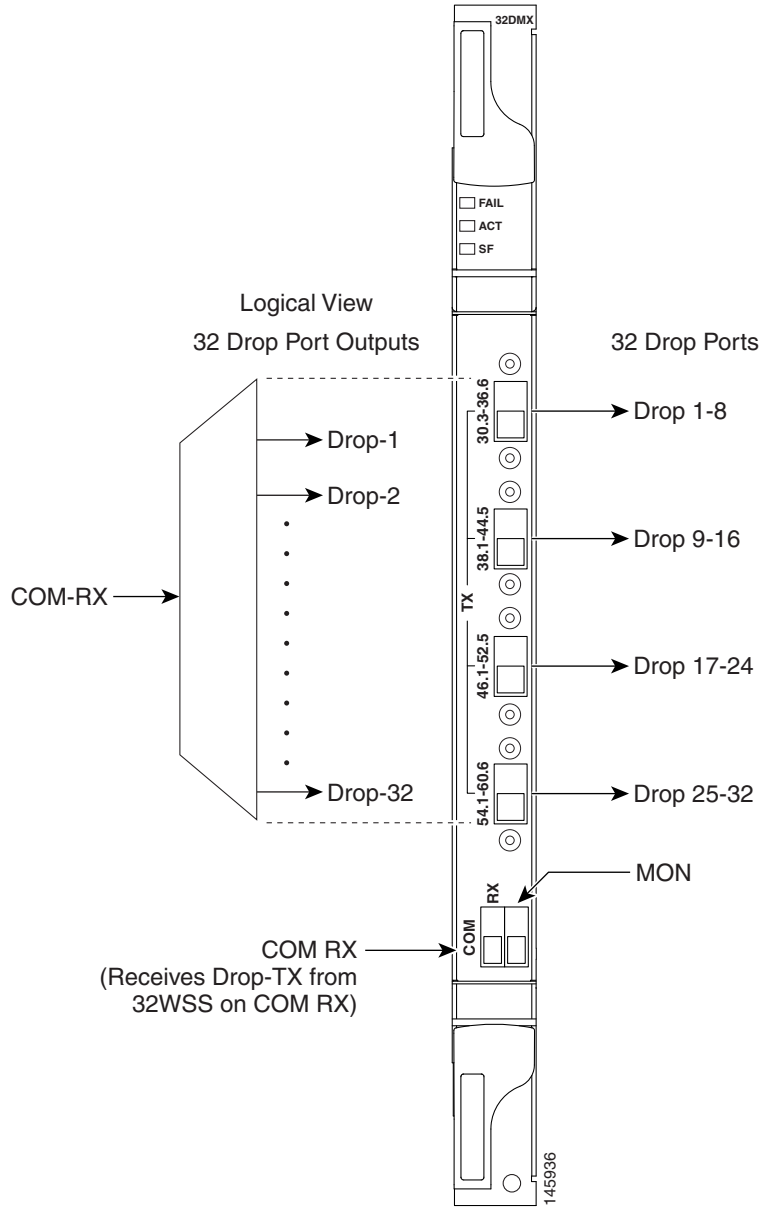 32DMX
FAIL
ACT
SF
Logical View
32 Drop Port Outputs
32 Drop Ports
30.3-36.6
Drop 1-8
Drop-1
Drop-2
38.1-44.5
Drop 9-16
COM-RX
TX
46.1-52.5
Drop 17-24
Drop-32
54.1-60.6
Drop 25-32
MON
RX
COM
COM RX
(Receives Drop-TX from
32WSS on COM RX)
145936